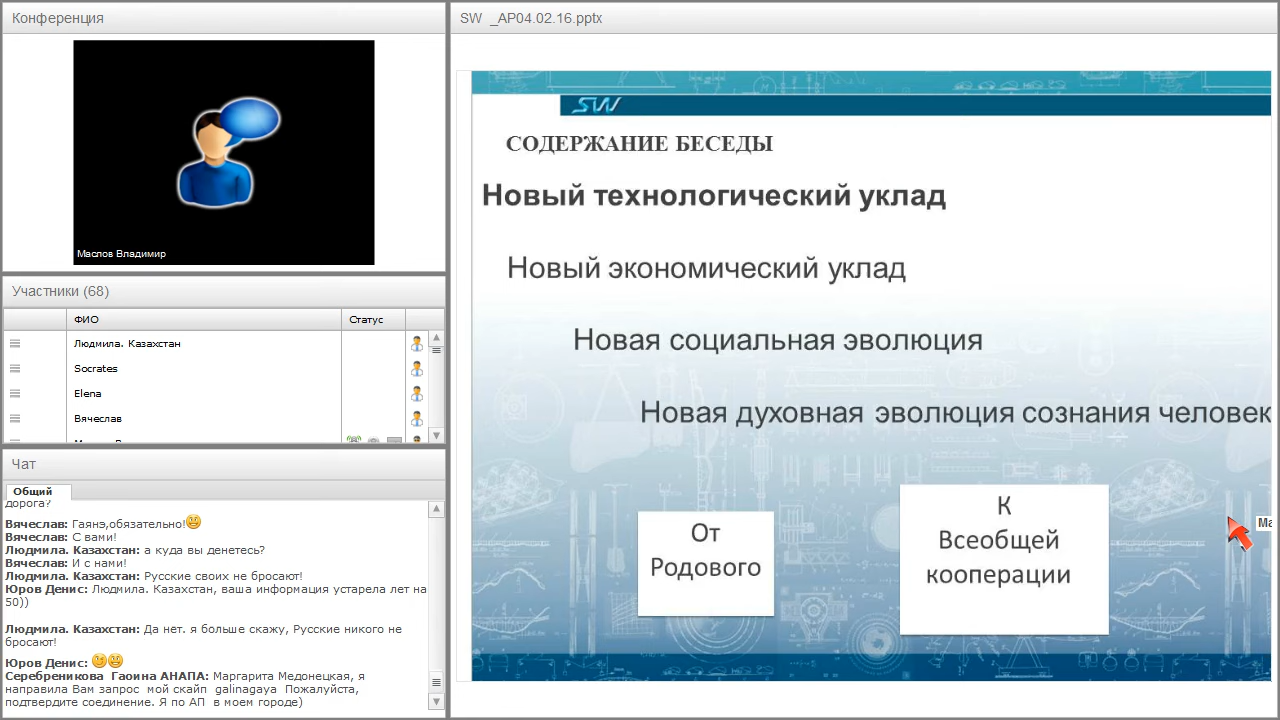 Конференция
Маслов Владимир
Участники (68)
ФИО Статус
Людмила. Казахстан
Socrates
Elena
Вячеслав
Чат
Общий
дорога?
Вячеслав: Гаянэ,обязательно!
Вячеслав: С вами!
Людмила. Казахстан: а куда вы денетесь?
Вячеслав: И с нами!
Людмила. Казахстан: Русские своих не бросают!
Юров Денис: Людмила. Казахстан, ваша информация устарела лет на
50))
Людмила. Казахстан: Да нет. я больше скажу, Русские никого не
бросают!
Юров Денис:
АНАПА: Маргарита я
направила Вам запрос мой скайп galinagaya Пожалуйста,
подтвердите соединение. Я то АП в моем городе)
SW _AP04.02.16.pptx
SW
СОДЕРЖАНИЕ БЕСЕДЫ
Новый технологический уклад
Новый экономический уклад
Новая социальная эволюция
Новая духовная эволюция сознания человек
От
Родового
К
Всеобщей
кооперации
Ма